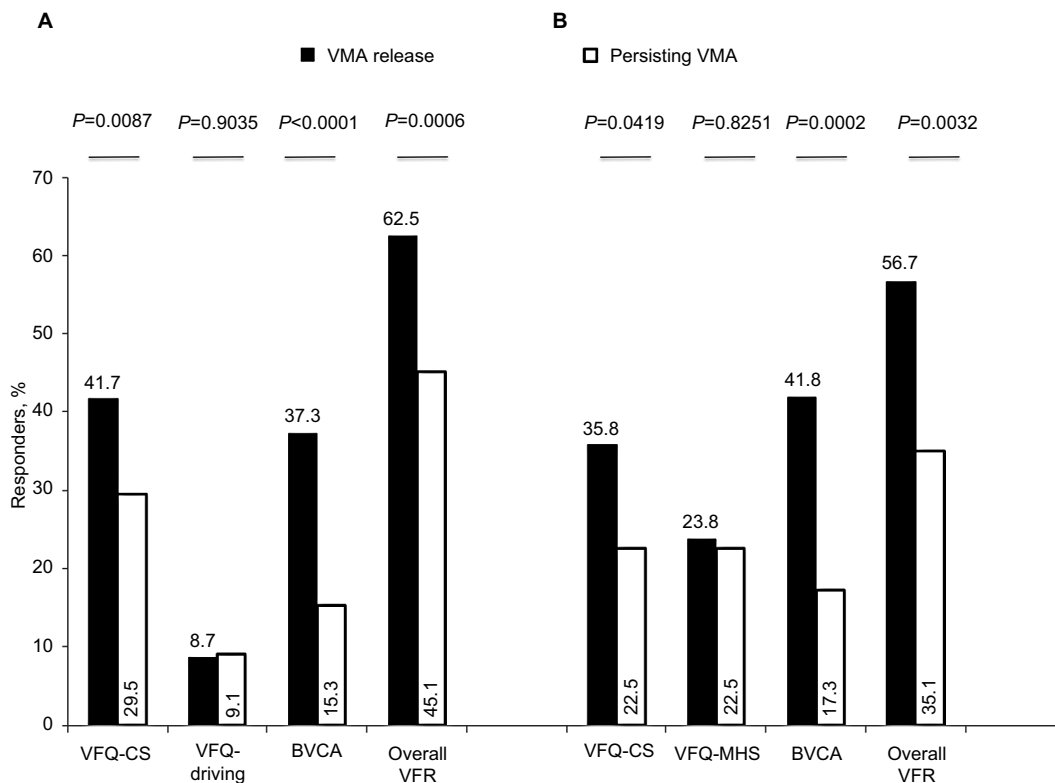 A
B
VMA release
Persisting VMA
P=0.0087
P=0.9035
P<0.0001
P=0.0006
P=0.0419
P=0.8251
P=0.0002
P=0.0032
Responders, %
70
60
50
40
30
20
10
0
41.7
29.5
8.7
9.1
37.3
15.3
62.5
45.1
35.8
22.5
23.8
22.5
41.8
17.3
56.7
35.1
VFQ-CS
VFQ-
driving
BVCA
Overall
VFR
VFQ-CS
VFQ-MHS
BVCA
Overall
VFR